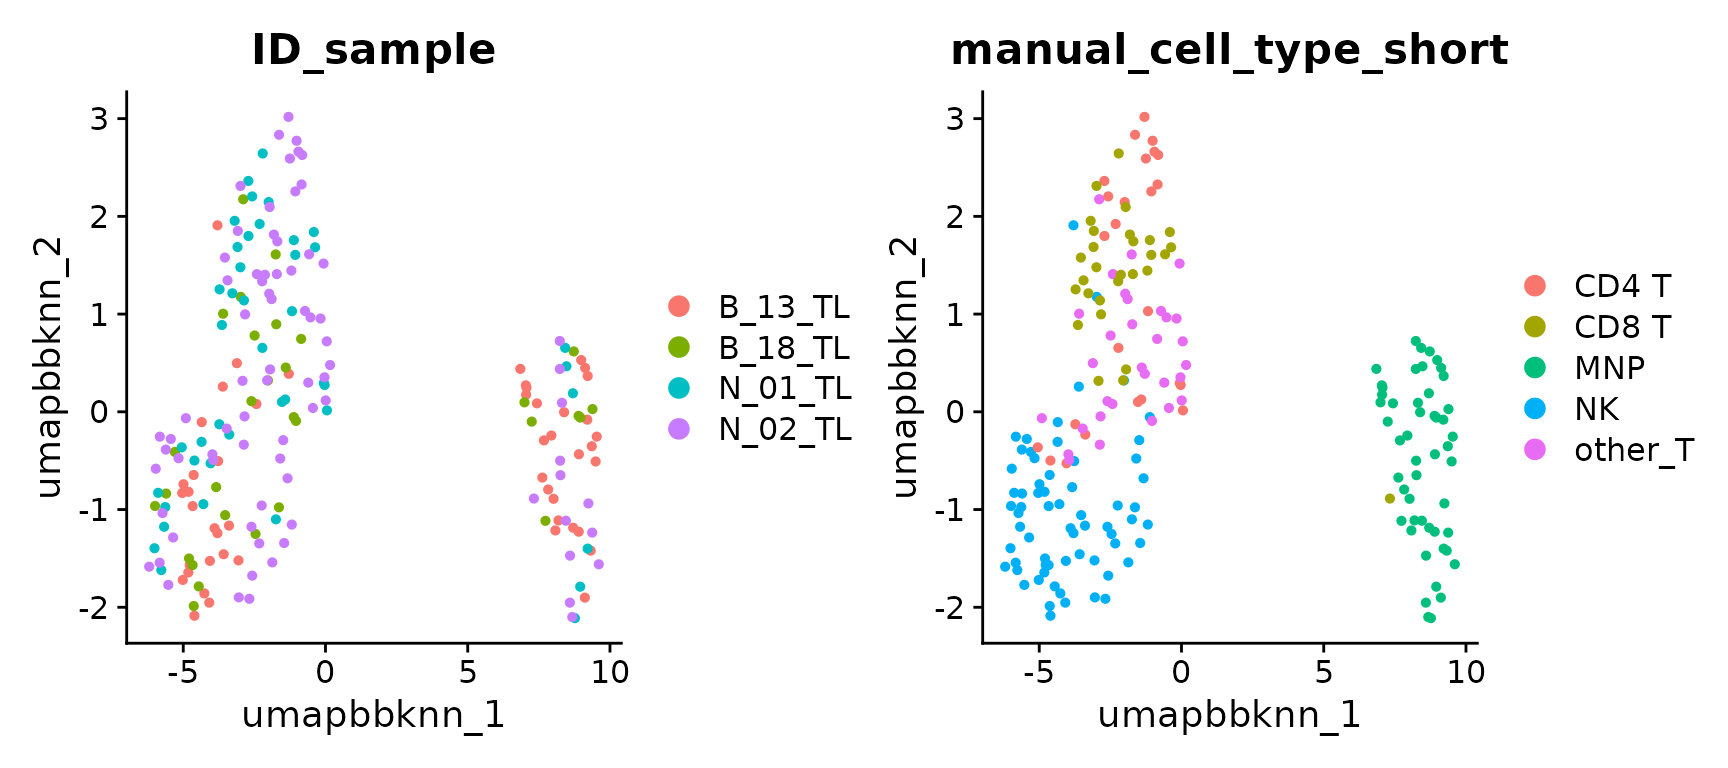 ID_sample
umapbbknn_2
3
2
1
0
-1
-2
-5
0
5
10
umapbbknn_1
B_13_TL
B_18_TL
N_01_TL
N_02_TL
manual_cell_type_short
umapbbknn_2
3
2
1
0
-1
-2
-5
0
5
10
umapbbknn_1
CD4 T
CD8 T
MNP
NK
other_T